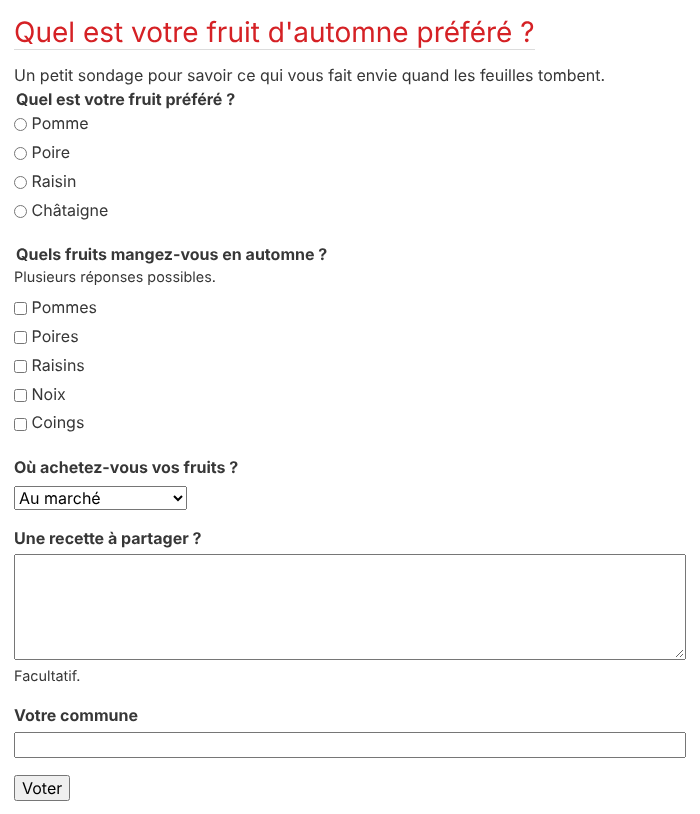 Quel est votre fruit d'automne préféré ?
Un petit sondage pour savoir ce qui vous fait envie quand les feuilles tombent.
Quel est votre fruit préféré ?
Pomme
Poire
Raisin
Châtaigne
Quels fruits mangez-vous en automne ?
Plusieurs réponses possibles.
Pommes
Poires
Raisins
Noix
Coings
Où achetez-vous vos fruits ?
Au marché
Une recette à partager ?
Facultatif.
Votre commune
Voter